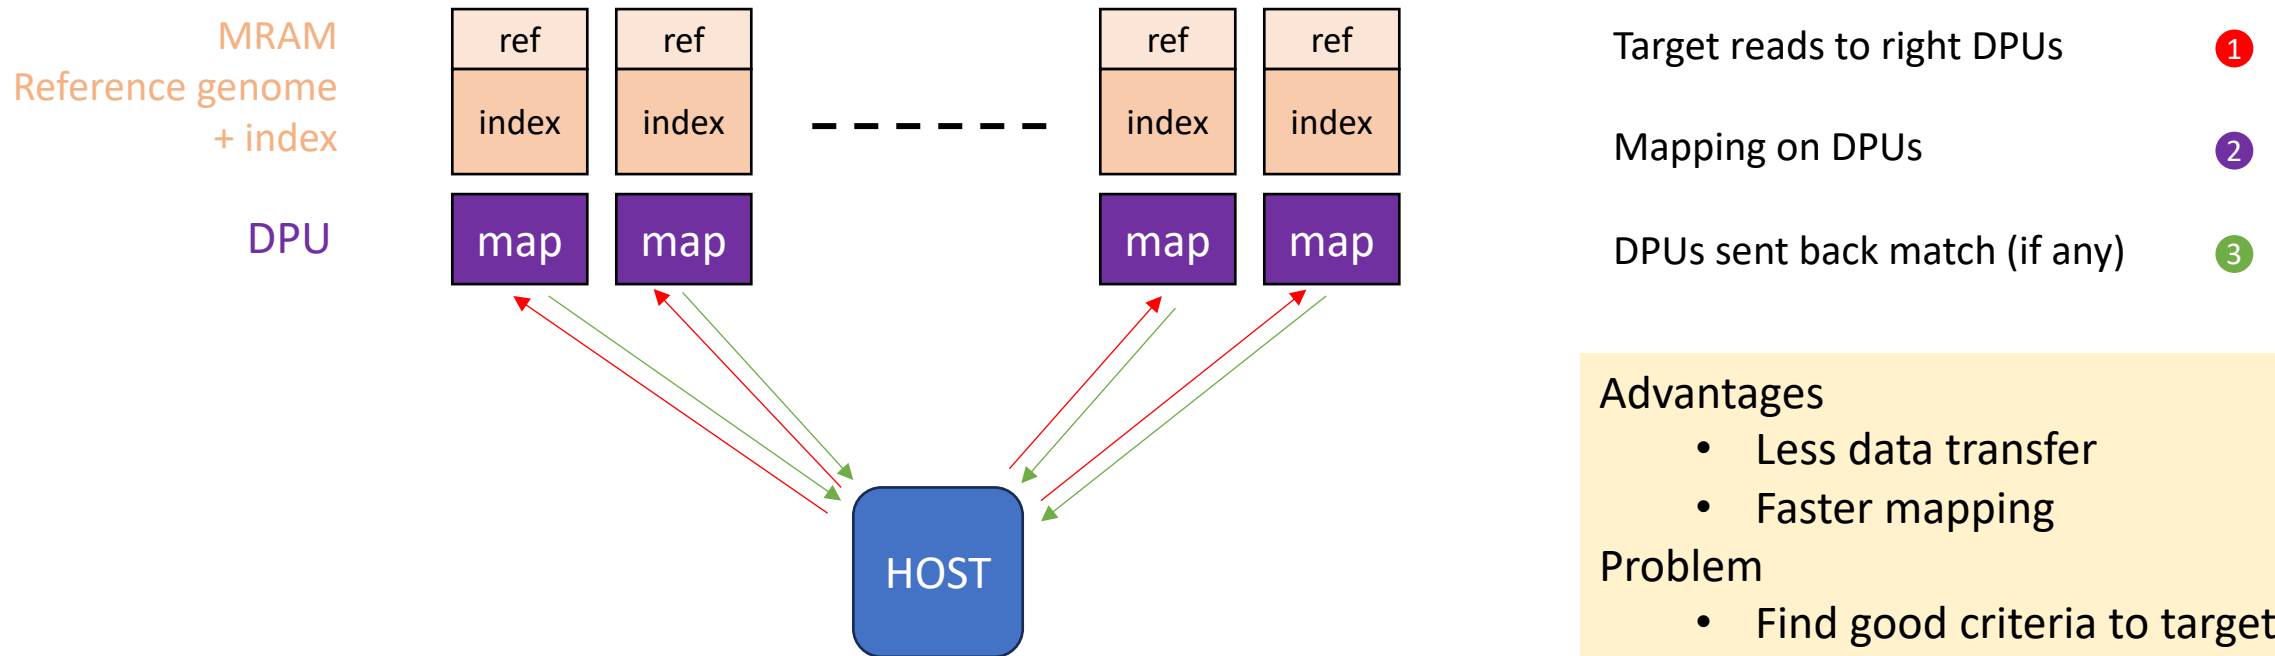 MRAM
Reference genome
+ index
DPU
ref
ref
ref
ref
index
index
index
index
map
map
map
map
HOST
Target reads to right DPUs 1
Mapping on DPUs 2
DPUs sent back match (if any) 3
Advantages
• Less data transfer
• Faster mapping
Problem
• Find good criteria to target